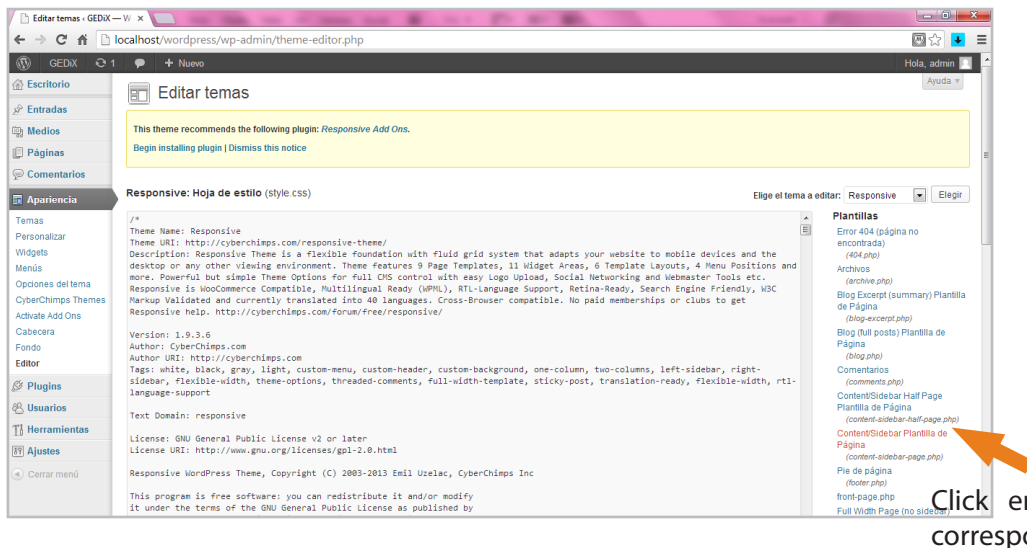 Editar temas ‹ GEDiX — W
localhost/wordpress/wp-admin/theme-editor.php
GEDiX 1 + Nuevo Hola, admin
Ayuda
Escritorio
Entradas
Medios
Páginas
Comentarios
Apariencia
Temas
Personalizar
Widgets
Menús
Opciones del tema
CyberChimps Themes
Activate Add Ons
Cabecera
Fondo
Editor
Plugins
Usuarios
Herramientas
Ajustes
Cerrar menú
Editar temas
This theme recommends the following plugin: Responsive Add Ons.
Begin installing plugin | Dismiss this notice
Responsive: Hoja de estilo (style.css)
Elige el tema a editar: Responsive Elegir
/*
Theme Name: Responsive
Theme URI: http://cyberchimps.com/responsive-theme/
Description: Responsive Theme is a flexible foundation with fluid grid system that adapts your website to mobile devices and the
desktop or any other viewing environment. Theme features 9 Page Templates, 11 Widget Areas, 6 Template Layouts, 4 Menu Positions and
more. Powerful but simple Theme Options for full CMS control with easy Logo Upload, Social Networking and Webmaster Tools etc.
Responsive is WooCommerce Compatible, Multilingual Ready (WPML), RTL-Language Support, Retina-Ready, Search Engine Friendly, W3C
Markup Validated and currently translated into 40 languages. Cross-Browser compatible. No paid memberships or clubs to get
Responsive help. http://cyberchimps.com/forum/free/responsive/
Version: 1.9.3.6
Author: CyberChimps.com
Author URI: http://cyberchimps.com
Tags: white, black, gray, light, custom-menu, custom-header, custom-background, one-column, two-columns, left-sidebar, right-
sidebar, flexible-width, theme-options, threaded-comments, full-width-template, sticky-post, translation-ready, flexible-width, rtl-
language-support
Text Domain: responsive
License: GNU General Public License v2 or later
License URI: http://www.gnu.org/licenses/gpl-2.0.html
Responsive WordPress Theme, Copyright (C) 2003-2013 Emil Uzelac, CyberChimps Inc
This program is free software: you can redistribute it and/or modify
it under the terms of the GNU General Public License as published by
Plantillas
Error 404 (página no
encontrada)
(404.php)
Archivos
(archive.php)
Blog Excerpt (summary) Plantilla
de Página
(blog-excerpt.php)
Blog (full posts) Plantilla de
Página
(blog.php)
Comentarios
(comments.php)
Content/Sidebar Half Page
Plantilla de Página
(content-sidebar-half-page.php)
Content/Sidebar Plantilla de
Página
(content-sidebar-page.php)
Pie de página
(footer.php)
front-page.php
Full Width Page (no sidebar)
Click